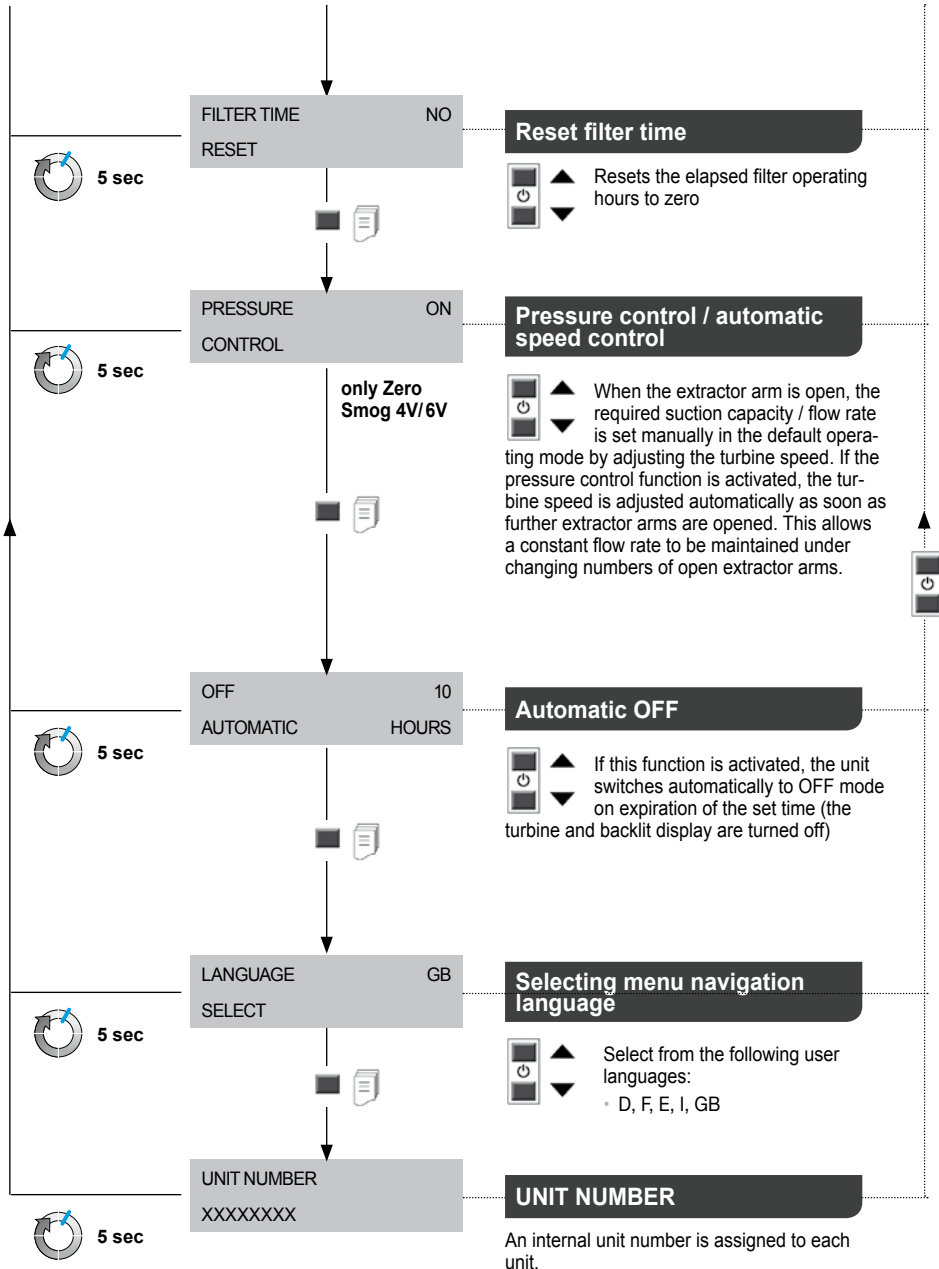 FILTER TIME NO
RESET
5 sec
Reset filter time
Resets the elapsed filter operating
hours to zero
PRESSURE ON
CONTROL
5 sec
only Zero
Smog 4V/6V
Pressure control / automatic
speed control
When the extractor arm is open, the
required suction capacity / flow rate
is set manually in the default opera-
ting mode by adjusting the turbine speed. If the
pressure control function is activated, the tur-
bine speed is adjusted automatically as soon as
further extractor arms are opened. This allows
a constant flow rate to be maintained under
changing numbers of open extractor arms.
OFF 10
AUTOMATIC HOURS
5 sec
Automatic OFF
If this function is activated, the unit
switches automatically to OFF mode
on expiration of the set time (the
turbine and backlit display are turned off)
LANGUAGE GB
SELECT
5 sec
Selecting menu navigation
language
Select from the following user
languages:
• D, F, E, I, GB
UNIT NUMBER
XXXXXXXX
5 sec
UNIT NUMBER
An internal unit number is assigned to each
unit.